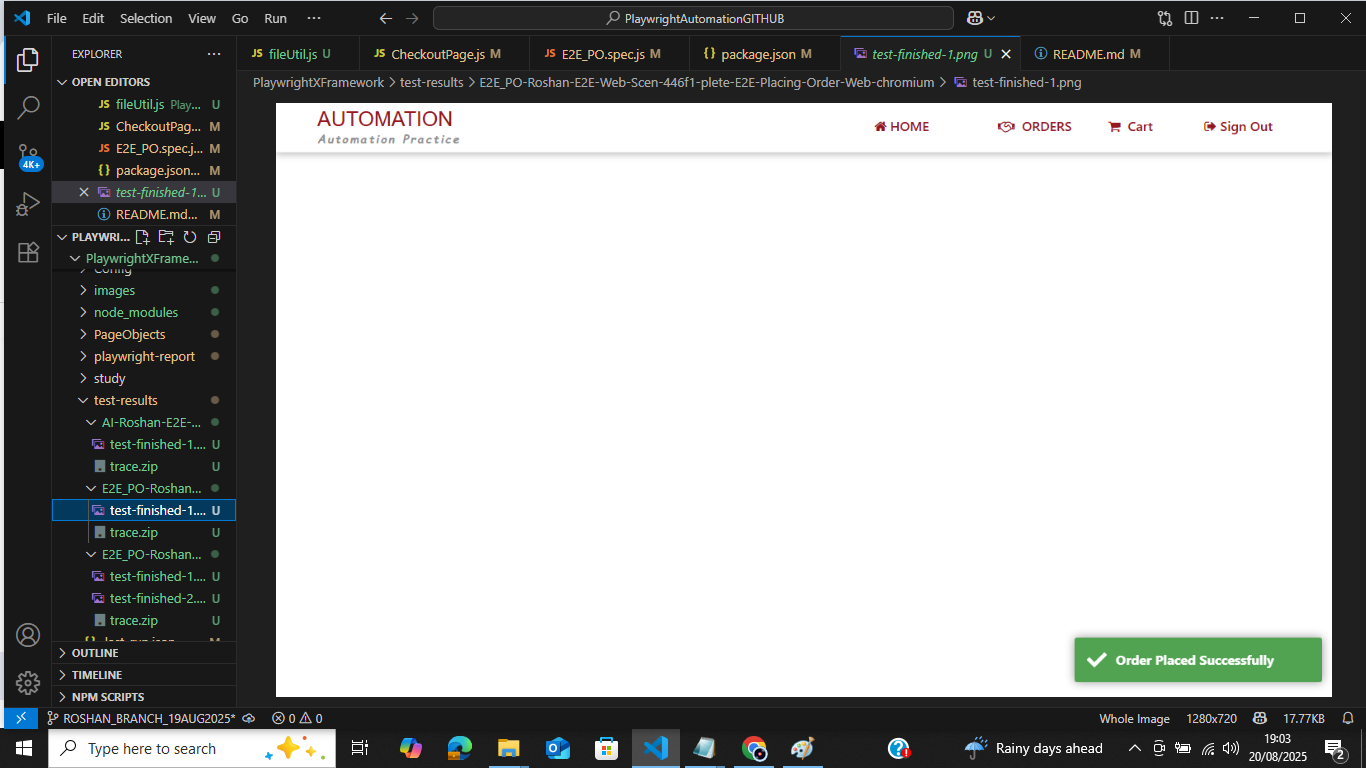 File Edit Selection View Go Run ··· PlaywrightAutomationGITHUB
EXPLORER ···
OPEN EDITORS
JS fileUtil.js Play... U
JS CheckoutPag... M
JS E2E_PO.spec.j... M
{} package.json... M
test-finished-1... U
README.md... M
PLAYWRI...
PlaywrightXFrame...
Config
images
node_modules
PageObjects
playwright-report
study
test-results
AI-Roshan-E2E-...
test-finished-1.... U
trace.zip U
E2E_PO-Roshan...
test-finished-1.... U
trace.zip U
E2E_PO-Roshan...
test-finished-1.... U
test-finished-2.... U
trace.zip U
OUTLINE
TIMELINE
NPM SCRIPTS
4K+
JS fileUtil.js U JS CheckoutPage.js M JS E2E_PO.spec.js M {} package.json M test-finished-1.png U README.md M
PlaywrightXFramework > test-results > E2E_PO-Roshan-E2E-Web-Scen-446f1-plete-E2E-Placing-Order-Web-chromium > test-finished-1.png
AUTOMATION
Automation Practice
HOME ORDERS Cart Sign Out
Order Placed Successfully
ROSHAN_BRANCH_19AUG2025* 0 0 Whole Image 1280x720 17.77KB
Type here to search
Rainy days ahead
19:03
20/08/2025
2